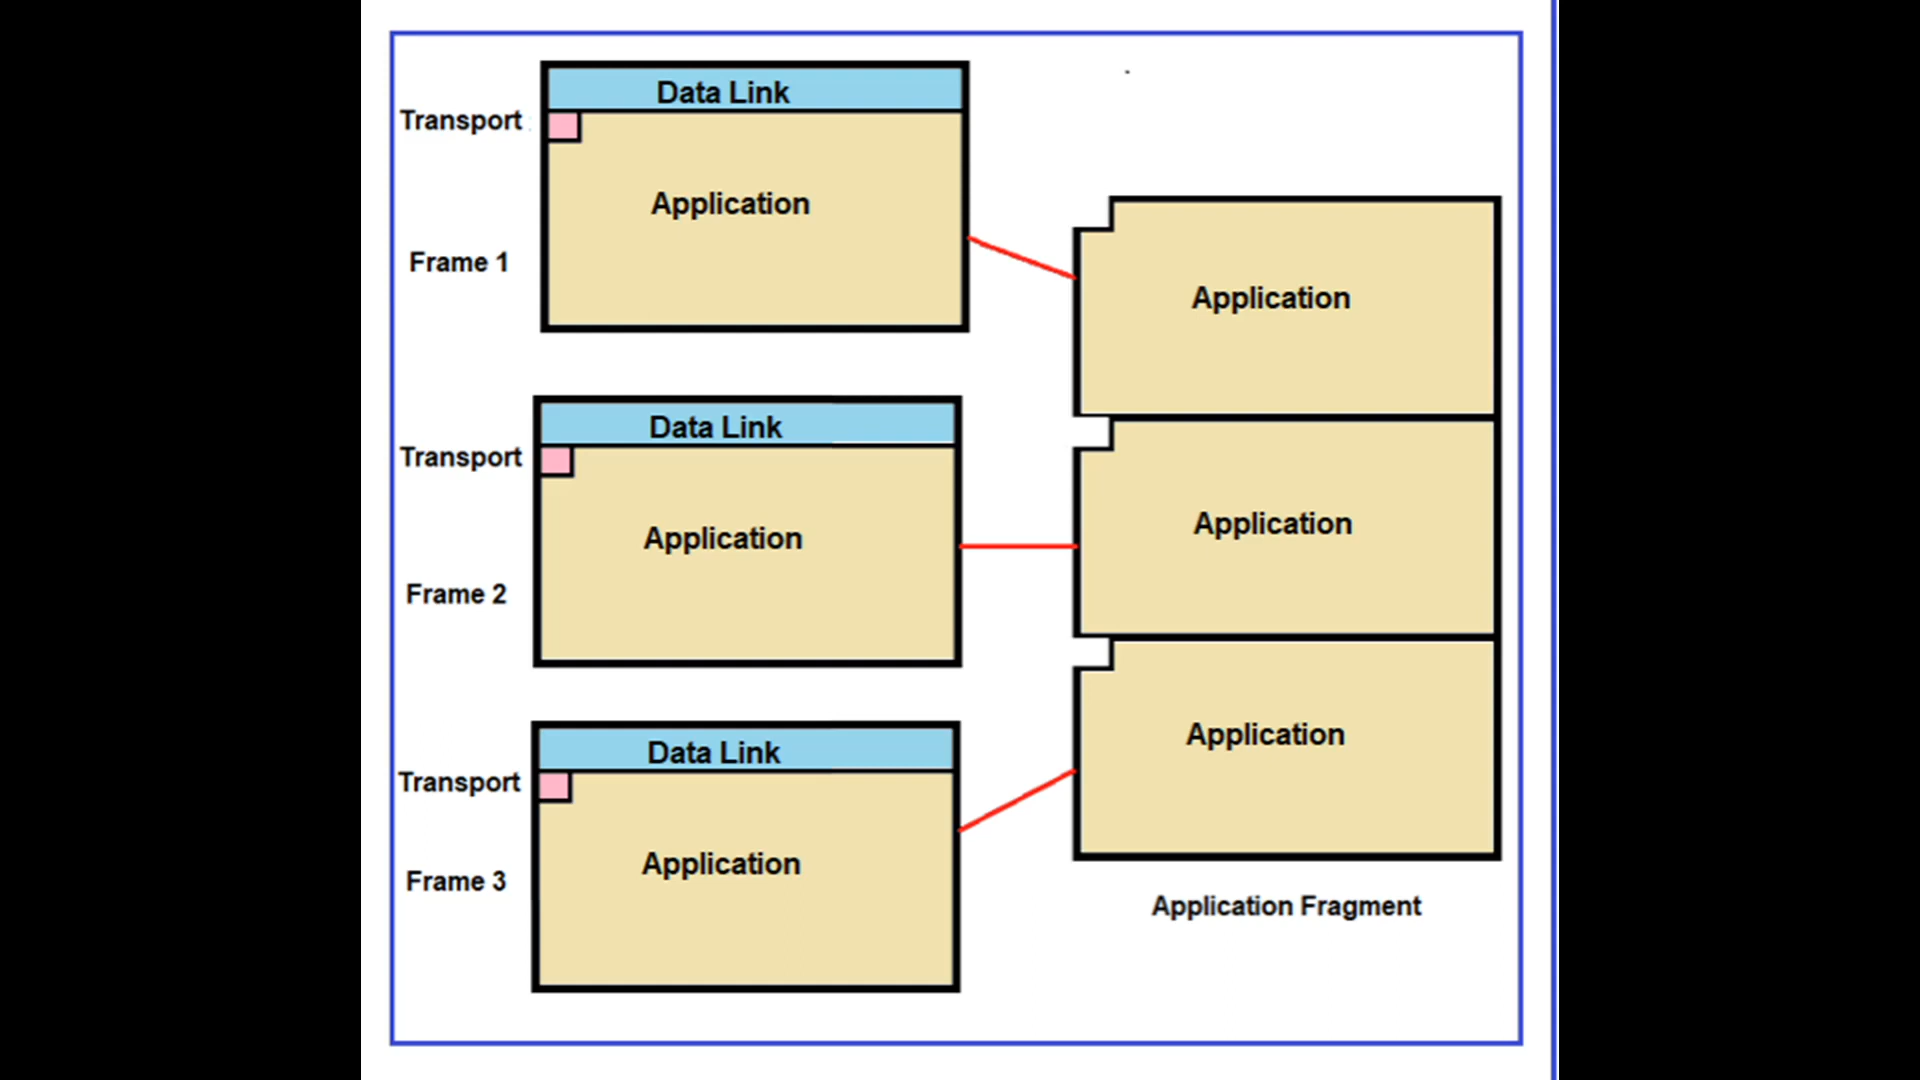 Data Link
Transport
Application
Frame 1
Application
Data Link
Transport
Application
Application
Frame 2
Data Link
Transport
Application
Application
Frame 3
Application Fragment